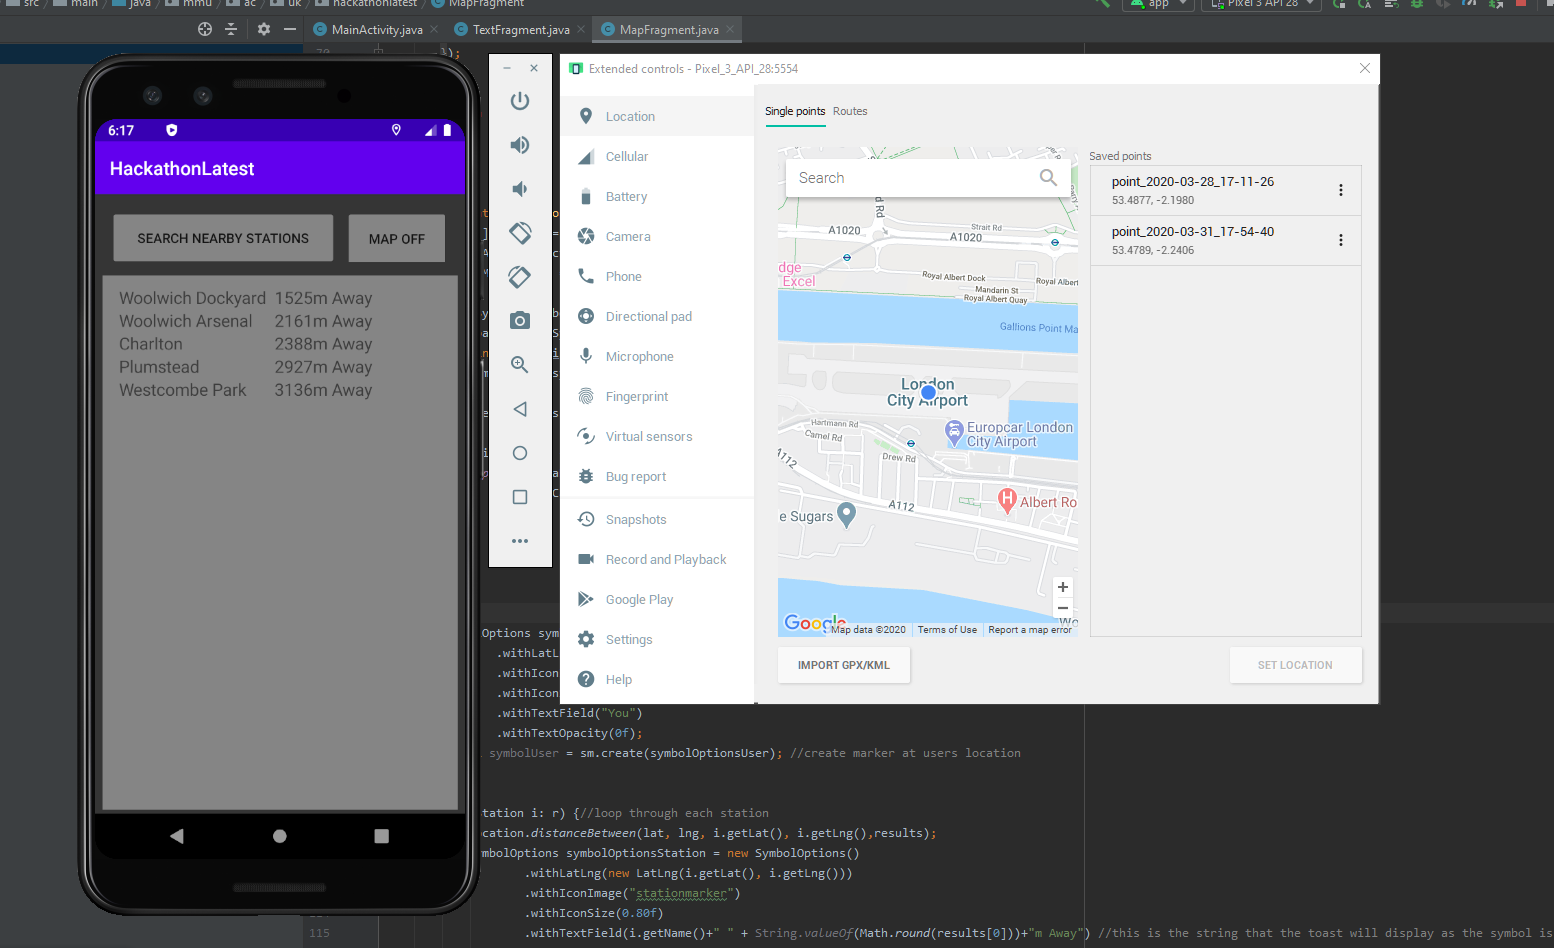 src
main
java
mmu
ac
uk
hackathonlatest
MapFragment
app
Pixel 3 API 28
MainActivity.java
TextFragment.java
MapFragment.java
});
6:17
HackathonLatest
SEARCH NEARBY STATIONS
MAP OFF
Woolwich Dockyard 1525m Away
Woolwich Arsenal 2161m Away
Charlton 2388m Away
Plumstead 2927m Away
Westcombe Park 3136m Away
Extended controls - Pixel_3_API_28:5554
Location
Cellular
Battery
Camera
Phone
Directional pad
Microphone
Fingerprint
Virtual sensors
Bug report
Snapshots
Record and Playback
Google Play
Settings
Help
Single points
Routes
Search
d Rd
A1020
Strait Rd
A1020
dge
Excel
Royal Albert Dock
Royal Albert
Mandarin St
Royal Albert Quay
Gallions Point Ma
London
City Airport
Hartmann Rd
Camel Rd
Europcar London
City Airport
Drew Rd
A112
A112
Albert Ro
e Sugars
Google
Map data ©2020
Terms of Use
Report a map error
IMPORT GPX/KML
Saved points
point_2020-03-28_17-11-26
53.4877, -2.1980
point_2020-03-31_17-54-40
53.4789, -2.2406
SET LOCATION
Options sym
.withLatL
.withIcon
.withIcon
.withTextField("You")
.withTextOpacity(0f);
symbolUser = sm.create(symbolOptionsUser); //create marker at users location
tation i: r) {//loop through each station
cation.distanceBetween(lat, lng, i.getLat(), i.getLng(),results);
mbolOptions symbolOptionsStation = new SymbolOptions()
.withLatLng(new LatLng(i.getLat(), i.getLng()))
.withIconImage("stationmarker")
.withIconSize(0.80f)
115 .withTextField(i.getName()+" " + String.valueOf(Math.round(results[0]))+"m Away") //this is the string that the toast will display as the symbol is